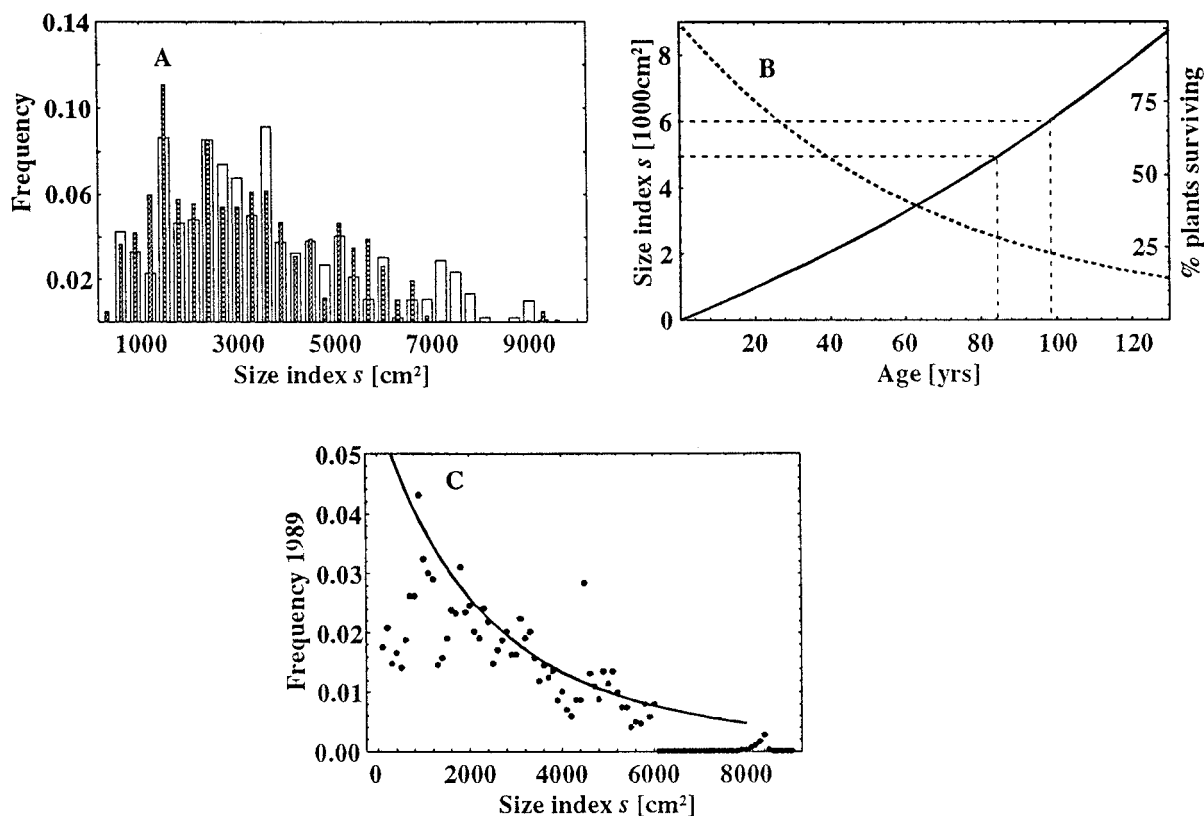 0.14
0.10
0.06
0.02
Frequency
A
1000 3000 5000 7000 9000
Size index s [cm²]
8
6
4
2
0
Size index s [1000cm²]
B
75
50
25
% plants surviving
20 40 60 80 100 120
Age [yrs]
0.05
0.04
0.03
0.02
0.01
0.00
Frequency 1989
C
0 2000 4000 6000 8000
Size index s [cm²]